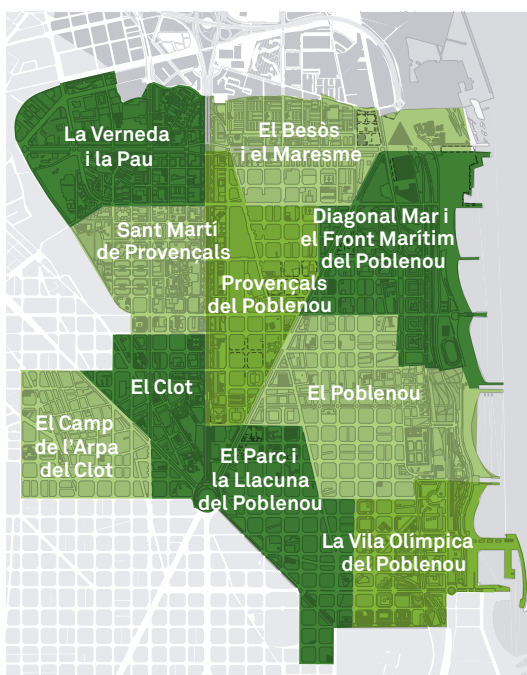 La Verneda
i la Pau
El Besòs
i el Maresme
Sant Martí
de Provençals
Diagonal Mar i
el Front Marítim
del Poblenou
Provençals
del Poblenou
El Clot
El Poblenou
El Camp
de l'Arpa
del Clot
El Parc i
la Llacuna
del Poblenou
La Vila Olímpica
del Poblenou